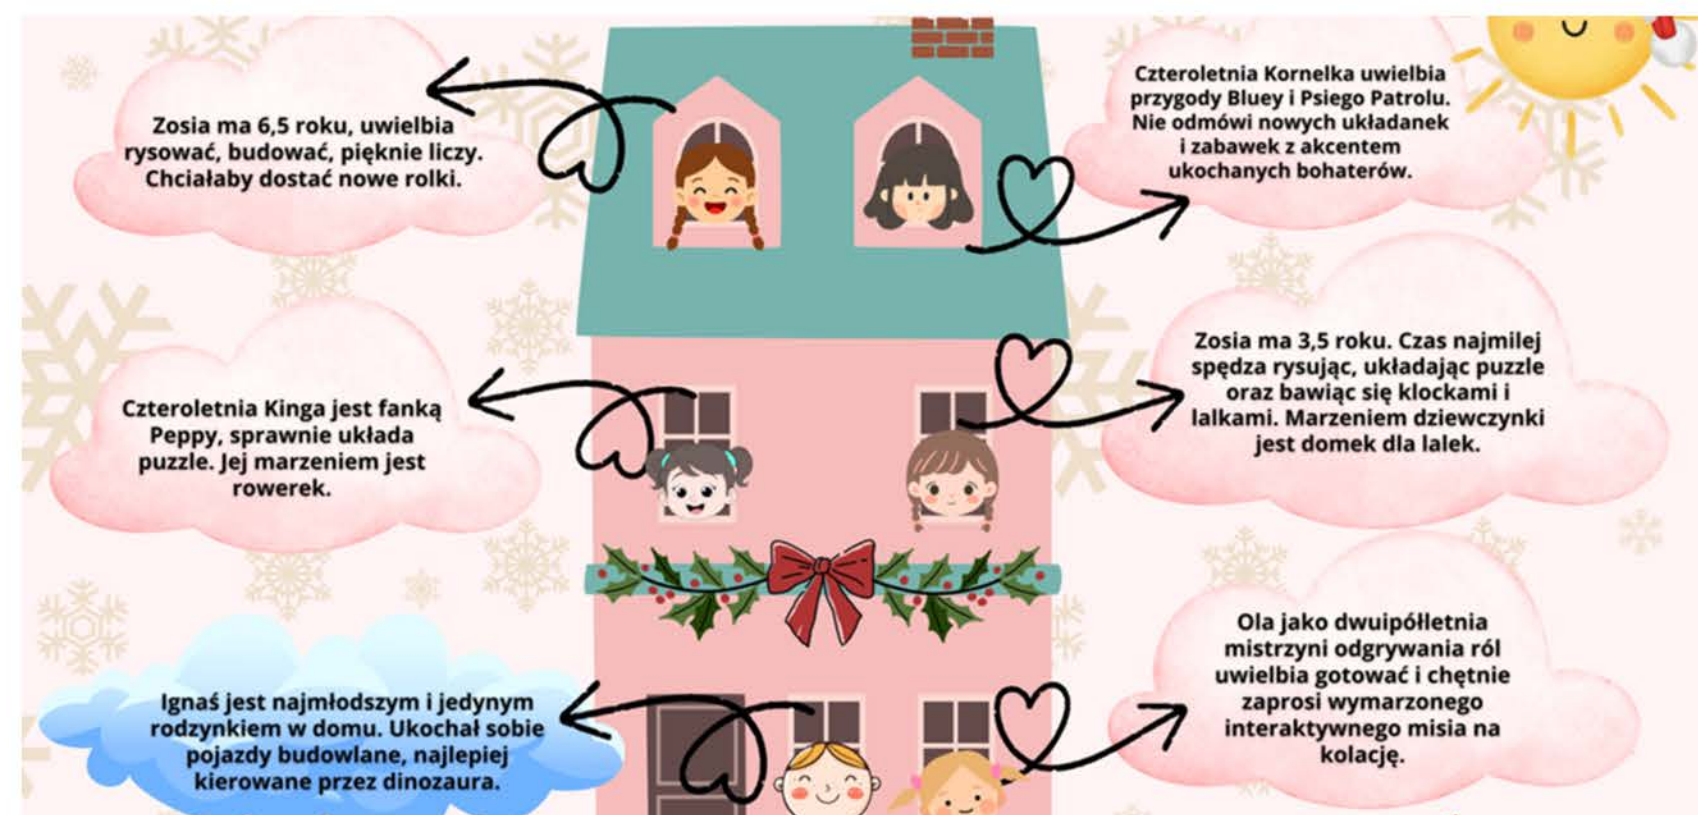 Zosia ma 6,5 roku, uwielbia
rysować, budować, pięknie liczy.
Chciałaby dostać nowe rolki.
Czteroletnia Kornelka uwielbia
przygody Bluey i Psiego Patrolu.
Nie odmówi nowych układanek
i zabawek z akcentem
ukochanych bohaterów.
Czteroletnia Kinga jest fanką
Peppy, sprawnie układa
puzzle. Jej marzeniem jest
rowerek.
Zosia ma 3,5 roku. Czas najmilej
spędza rysując, układając puzzle
oraz bawiąc się klockami i
lalkami. Marzeniem dziewczynki
jest domek dla lalek.
Ignaś jest najmłodszym i jedynym
rodzynkiem w domu. Ukochał sobie
pojazdy budowlane, najlepiej
kierowane przez dinozaura.
Ola jako dwuipółletnia
mistrzyni odgrywania ról
uwielbia gotować i chętnie
zaprosi wymarzonego
interaktywnego misia na
kolację.